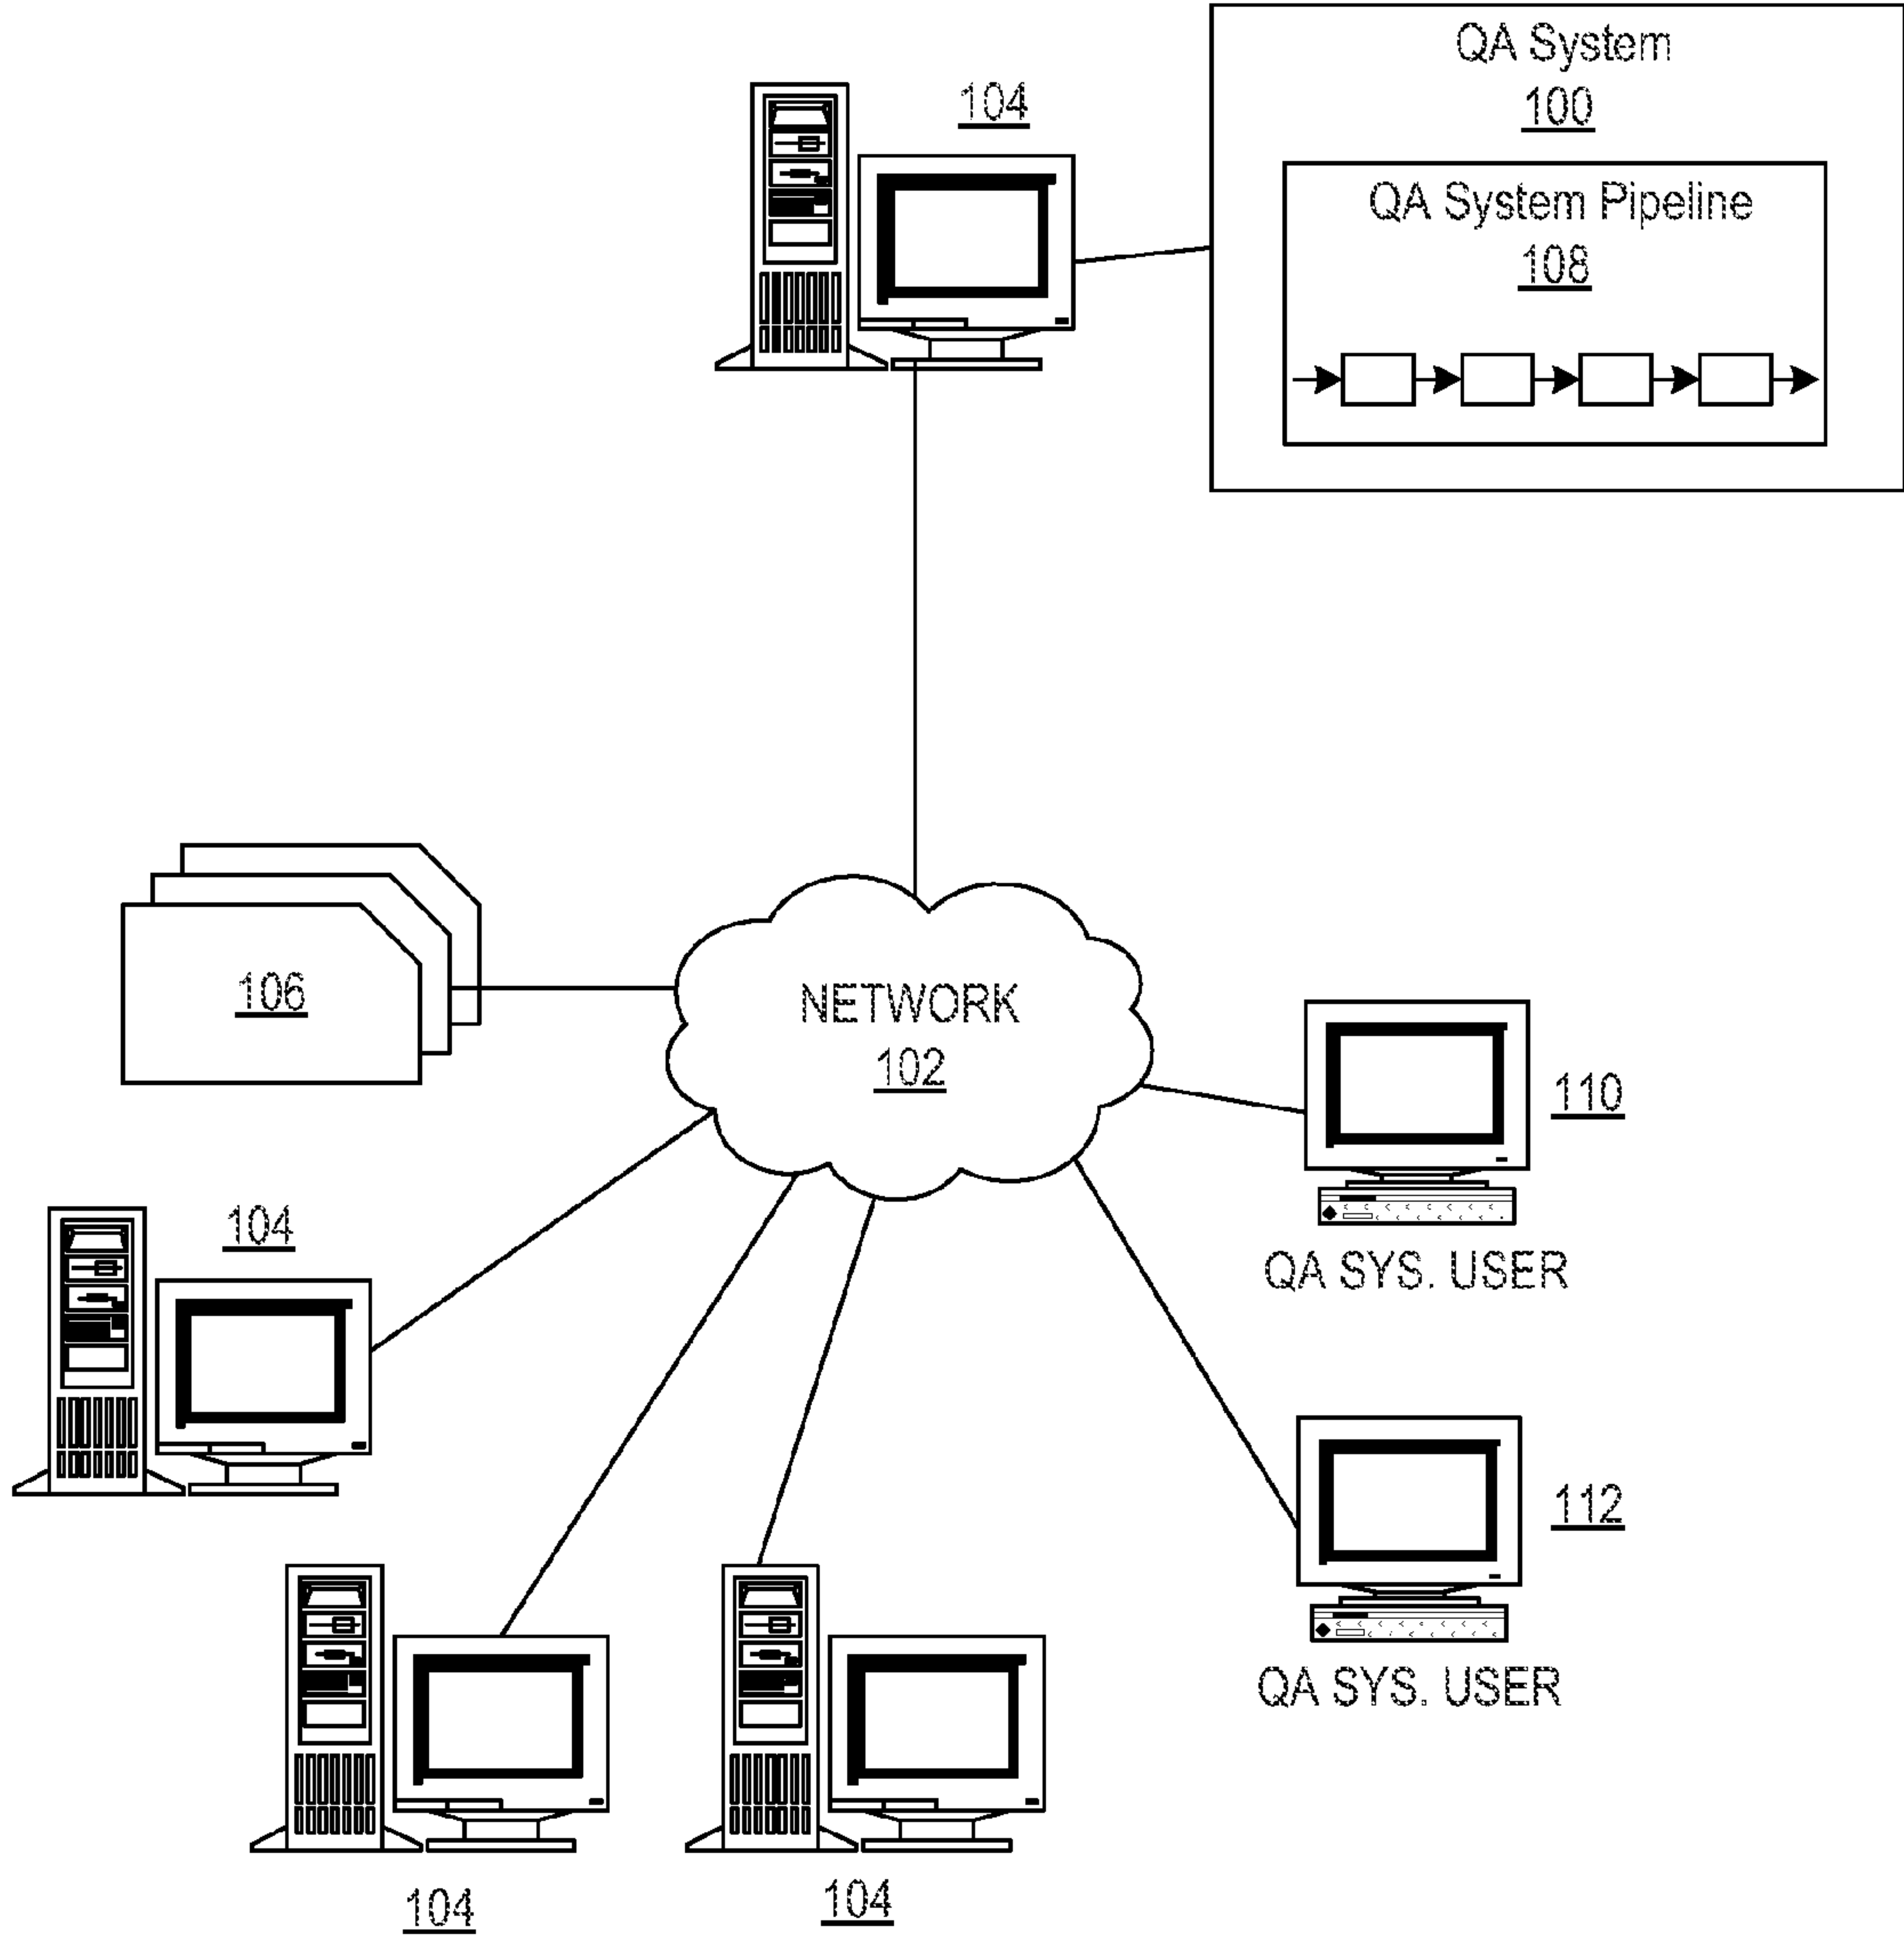 QA System
100
104
QA System Pipeline
108
106
NETWORK
102
110
QA SYS. USER
104
112
QA SYS. USER
104
104